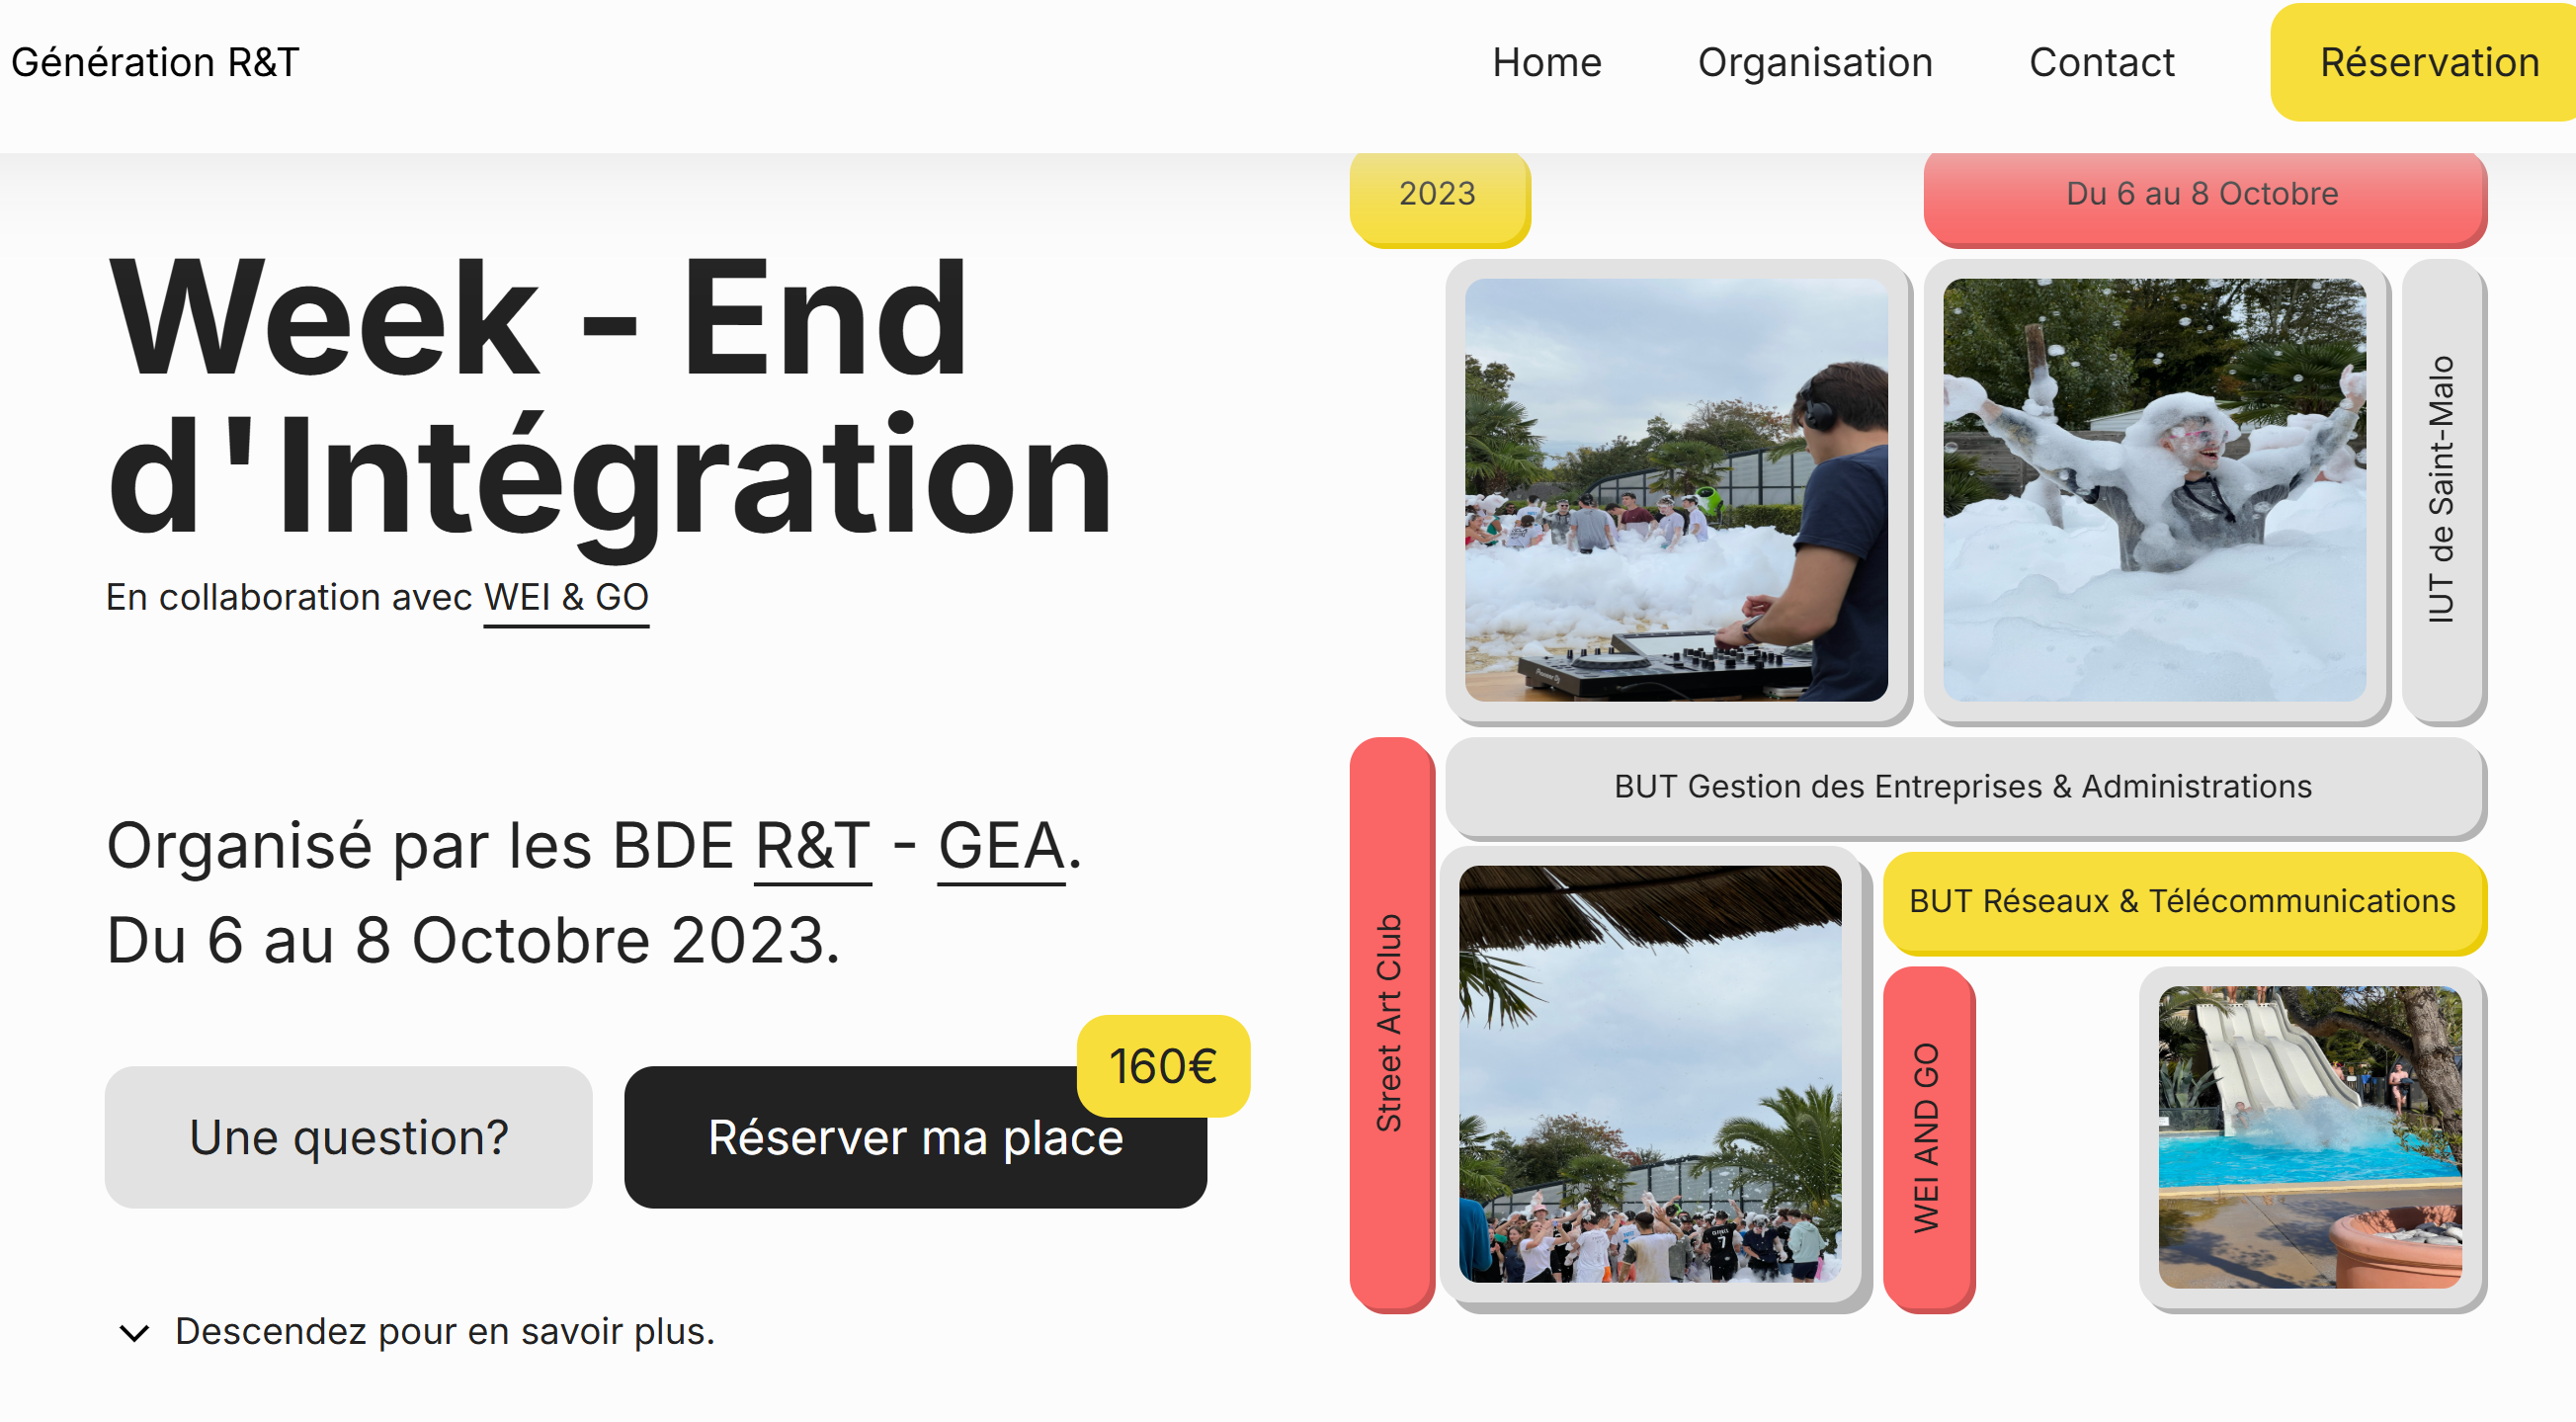 Génération R&T
Home
Organisation
Contact
Réservation
Week - End
d'Intégration
En collaboration avec WEI & GO
Organisé par les BDE R&T - GEA.
Du 6 au 8 Octobre 2023.
Une question?
Réserver ma place
160€
Descendez pour en savoir plus.
2023
Du 6 au 8 Octobre
IUT de Saint-Malo
BUT Gestion des Entreprises & Administrations
Street Art Club
BUT Réseaux & Télécommunications
WEI AND GO
7